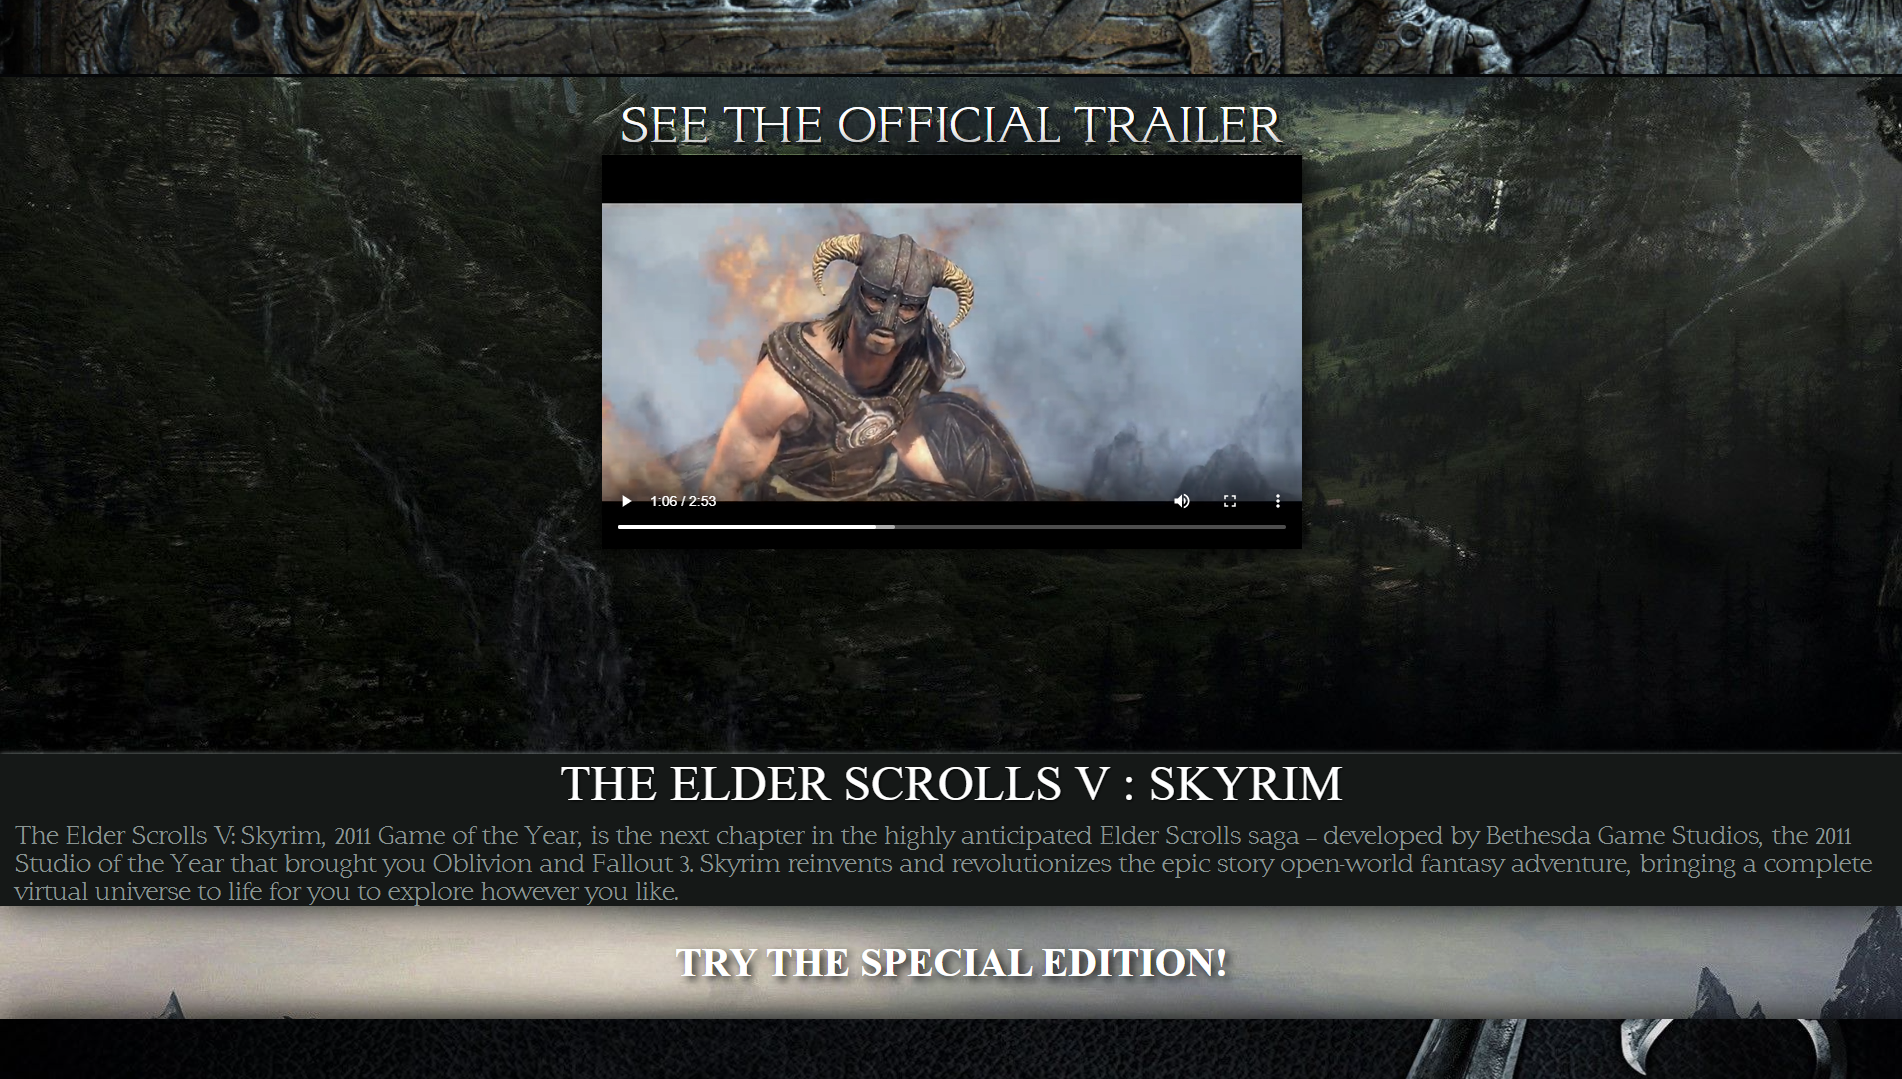 SEE THE OFFICIAL TRAILER
1:06 / 2:53
THE ELDER SCROLLS V : SKYRIM
The Elder Scrolls V: Skyrim, 2011 Game of the Year, is the next chapter in the highly anticipated Elder Scrolls saga – developed by Bethesda Game Studios, the 2011
Studio of the Year that brought you Oblivion and Fallout 3. Skyrim reinvents and revolutionizes the epic story open-world fantasy adventure, bringing a complete
virtual universe to life for you to explore however you like.
TRY THE SPECIAL EDITION!